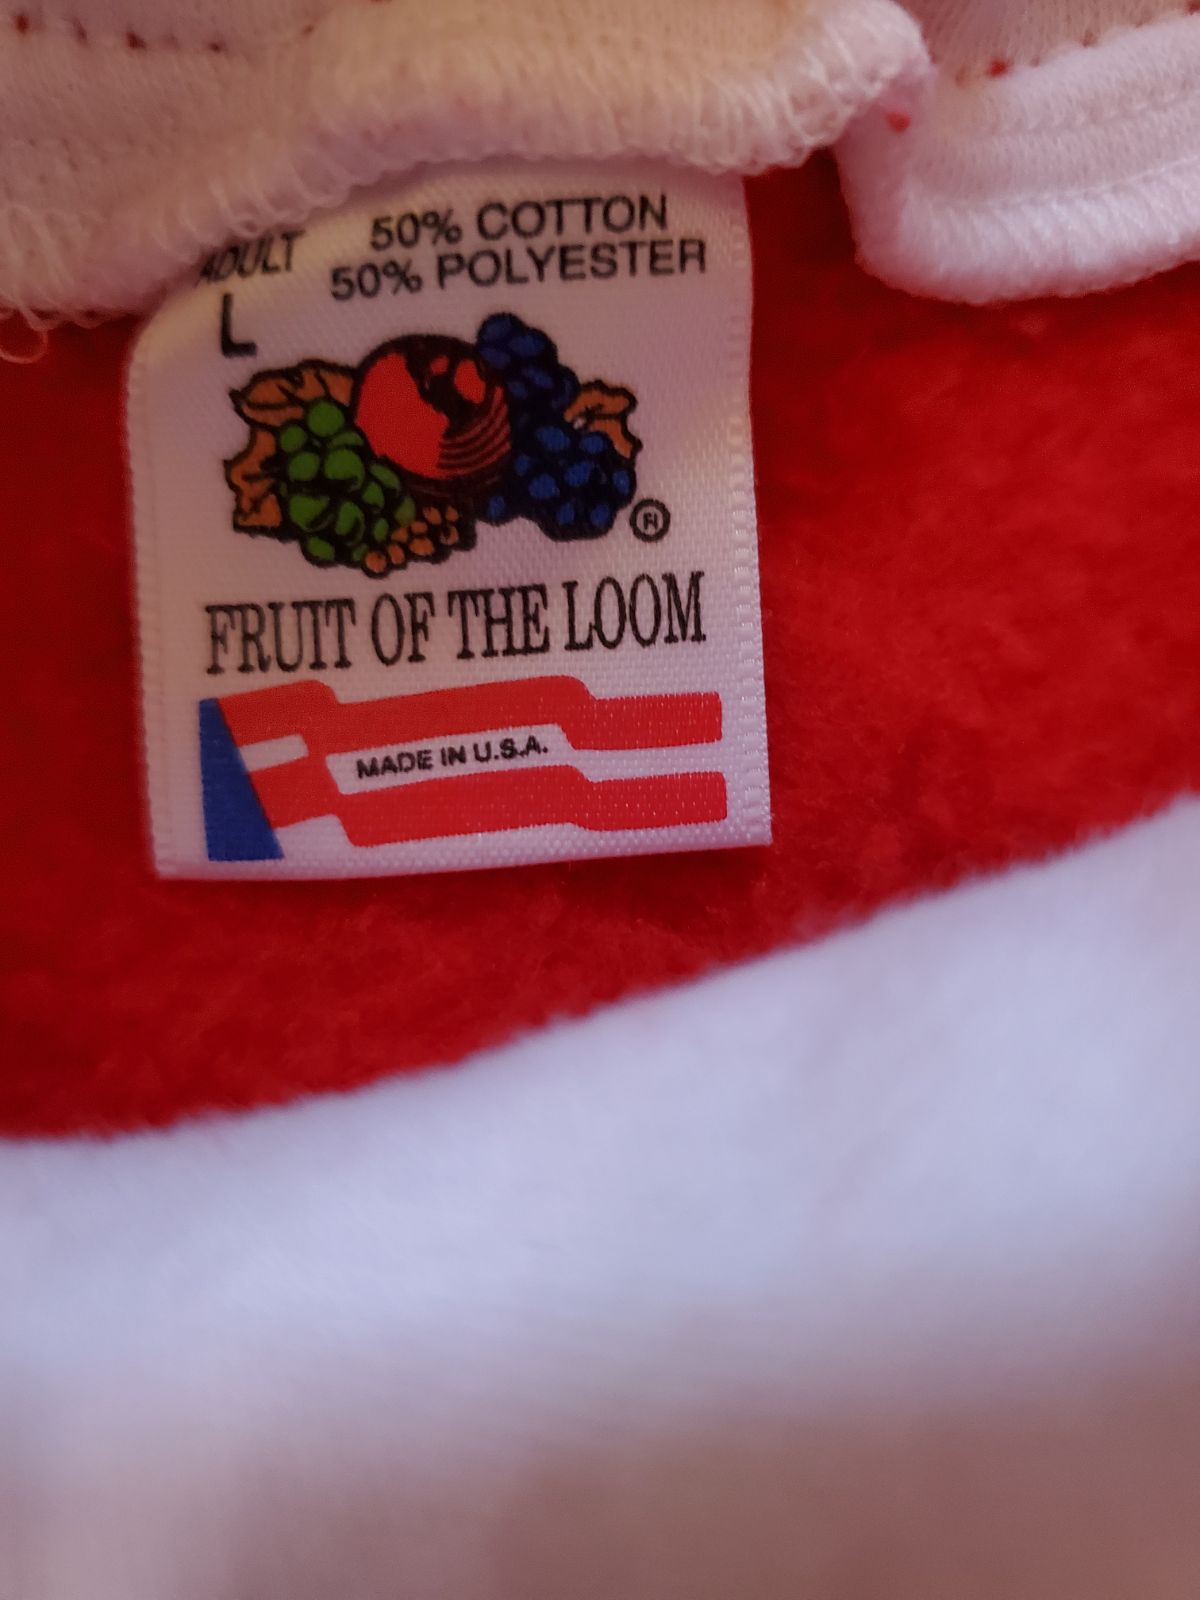 50% COTTON
ADULT 50% POLYESTER
L
®
FRUIT OF THE LOOM
MADE IN U.S.A.